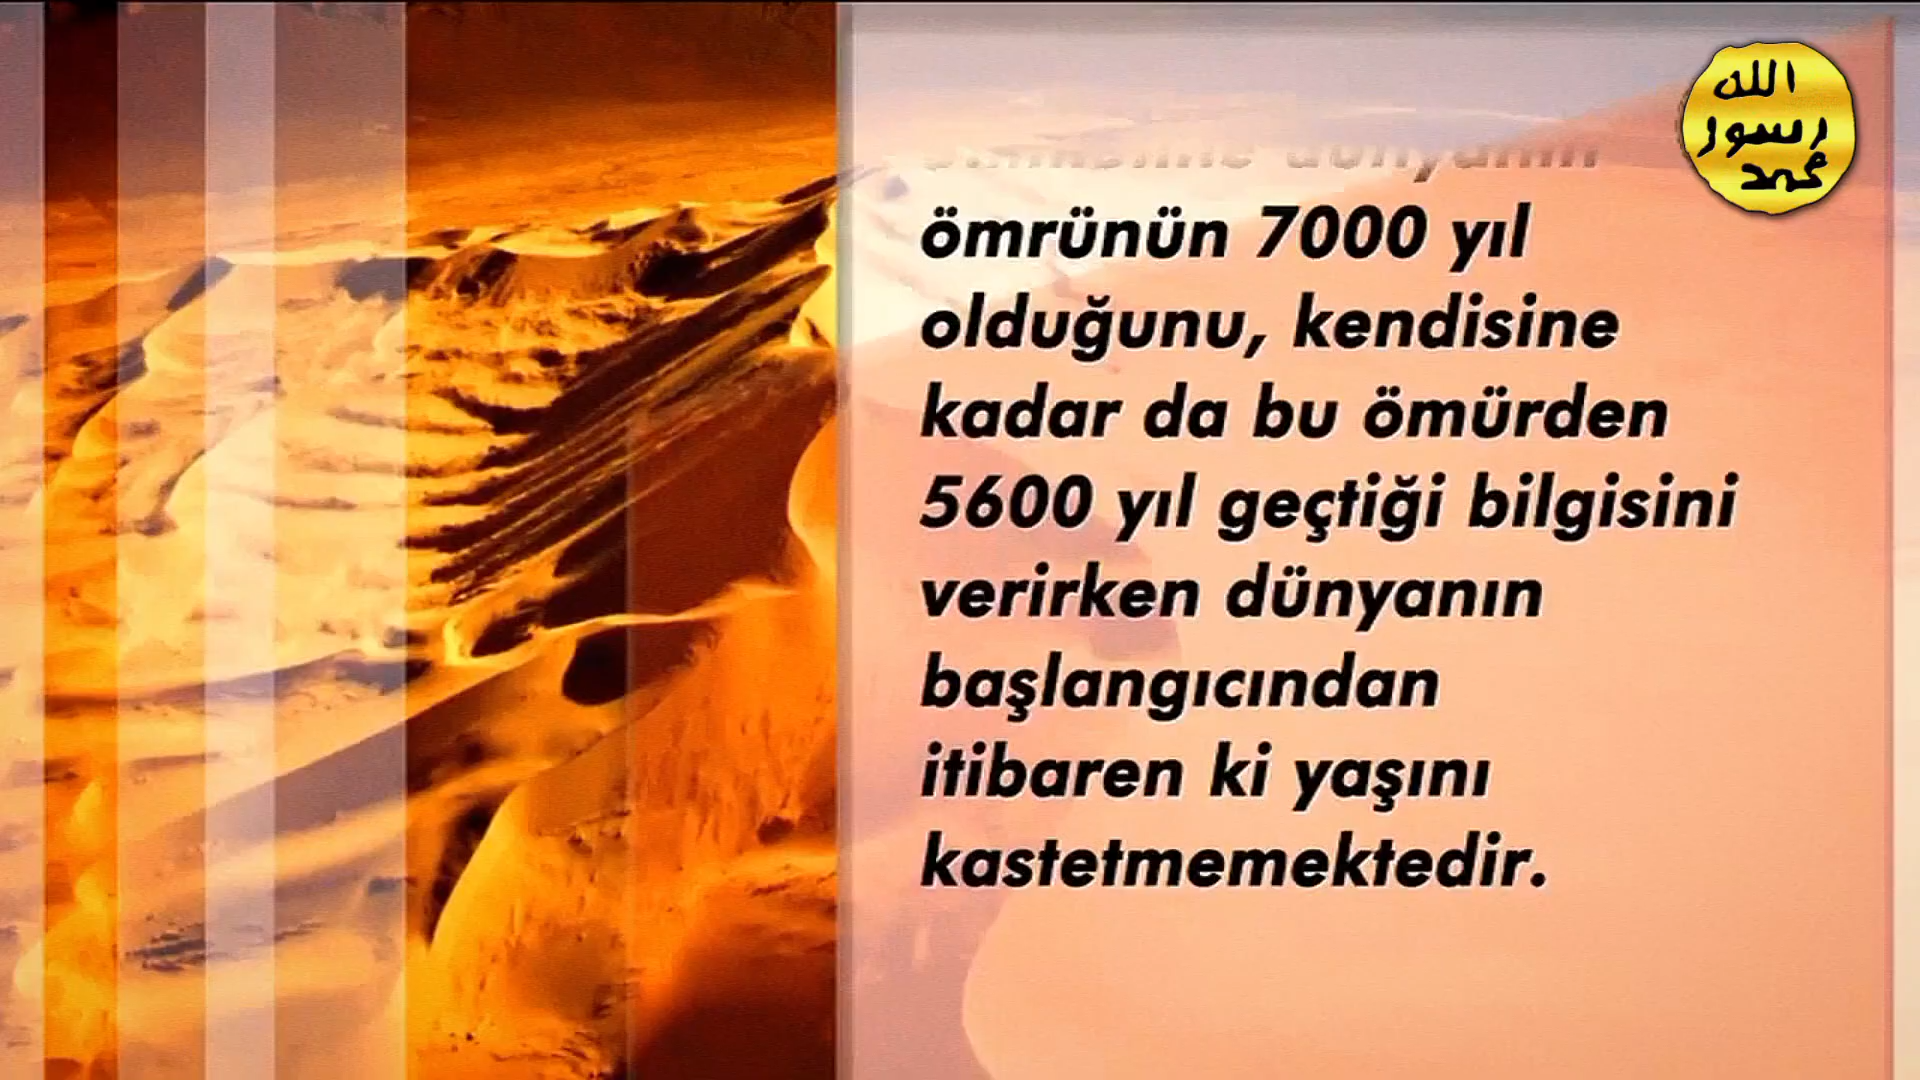 الله
رسور
محمد
ömrünün 7000 yıl
olduğunu, kendisine
kadar da bu ömürden
5600 yıl geçtiği bilgisini
verirken dünyanın
başlangıcından
itibaren ki yaşını
kastetmemektedir.